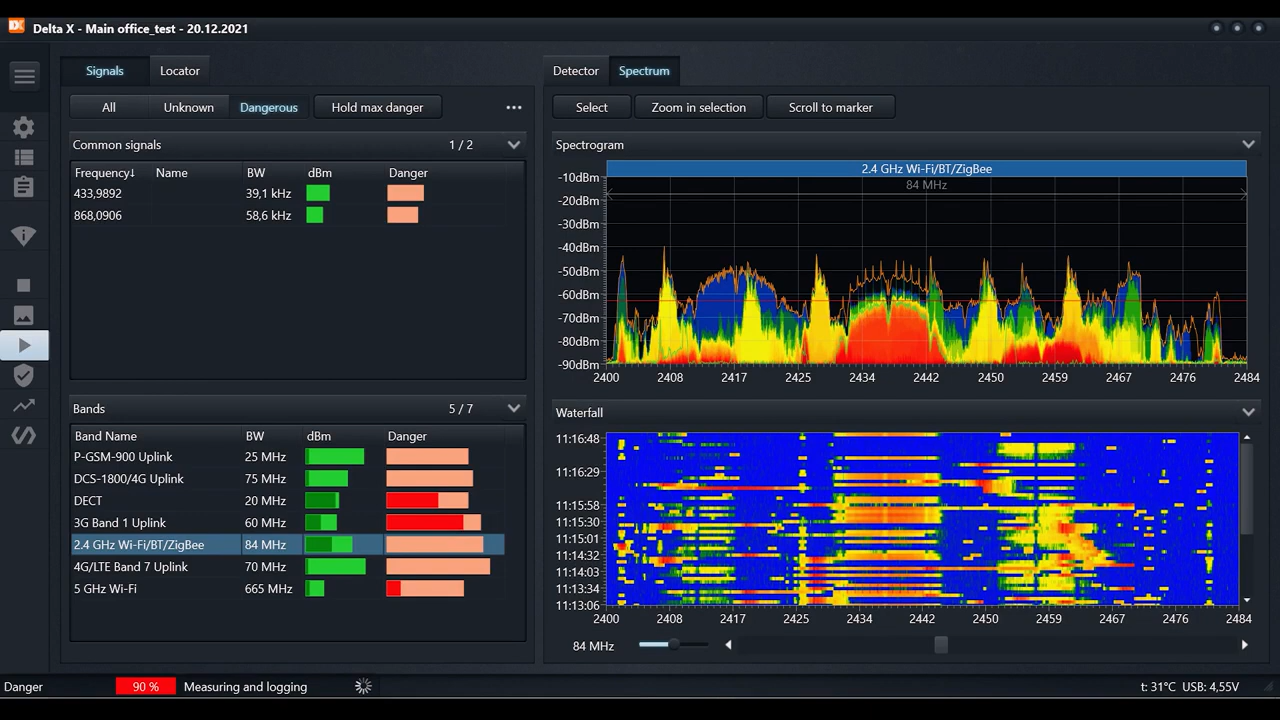 Delta X - Main office_test - 20.12.2021
Signals Locator
All Unknown Dangerous Hold max danger ...
Common signals 1 / 2
Frequency↓ Name BW dBm Danger
433,9892 39,1 kHz
868,0906 58,6 kHz
Bands 5 / 7
Band Name BW dBm Danger
P-GSM-900 Uplink 25 MHz
DCS-1800/4G Uplink 75 MHz
DECT 20 MHz
3G Band 1 Uplink 60 MHz
2.4 GHz Wi-Fi/BT/ZigBee 84 MHz
4G/LTE Band 7 Uplink 70 MHz
5 GHz Wi-Fi 665 MHz
Detector Spectrum
Select Zoom in selection Scroll to marker
Spectrogram
2.4 GHz Wi-Fi/BT/ZigBee
84 MHz
-10dBm
-20dBm
-30dBm
-40dBm
-50dBm
-60dBm
-70dBm
-80dBm
-90dBm
2400 2408 2417 2425 2434 2442 2450 2459 2467 2476 2484
Waterfall
11:16:48
11:16:29
11:15:58
11:15:30
11:15:01
11:14:32
11:14:03
11:13:34
11:13:06
2400 2408 2417 2425 2434 2442 2450 2459 2467 2476 2484
84 MHz
Danger 90 % Measuring and logging t: 31°C USB: 4,55V